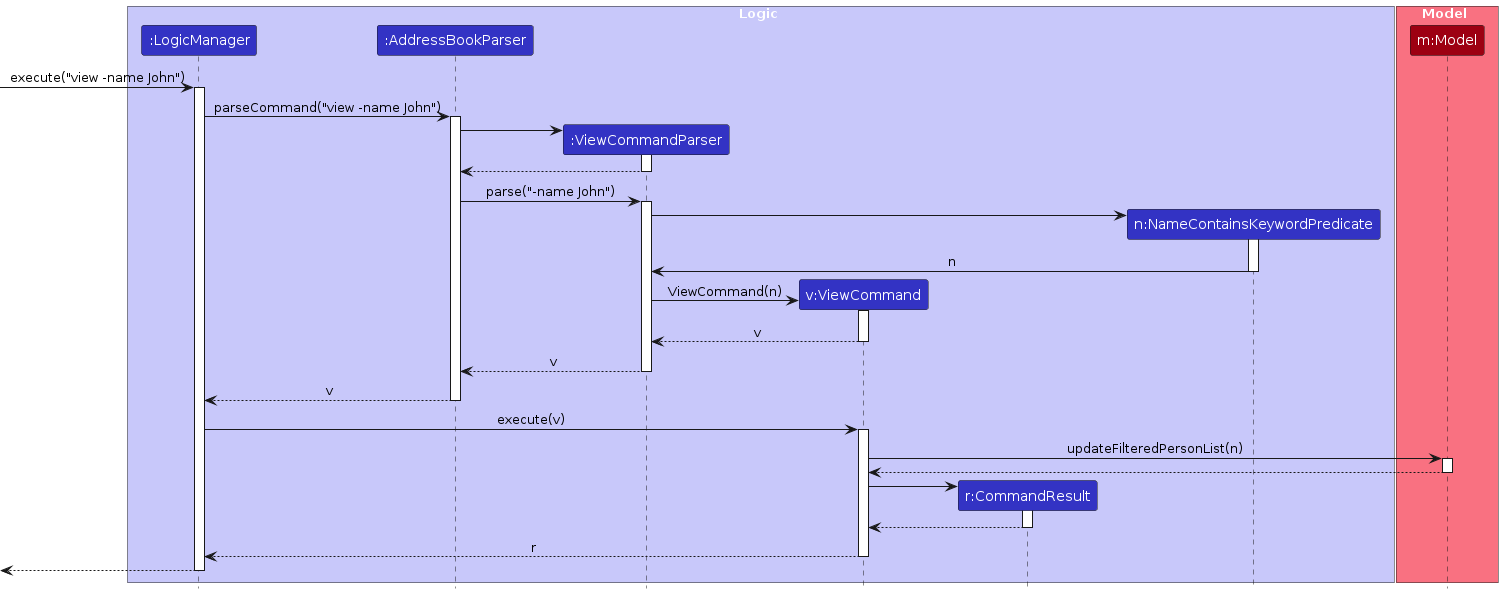 Logic
Model
:LogicManager
:AddressBookParser
m:Model
execute("view -name John")
parseCommand("view -name John")
:ViewCommandParser
parse("-name John")
n:NameContainsKeywordPredicate
n
ViewCommand(n)
v:ViewCommand
v
v
v
execute(v)
updateFilteredPersonList(n)
r:CommandResult
r